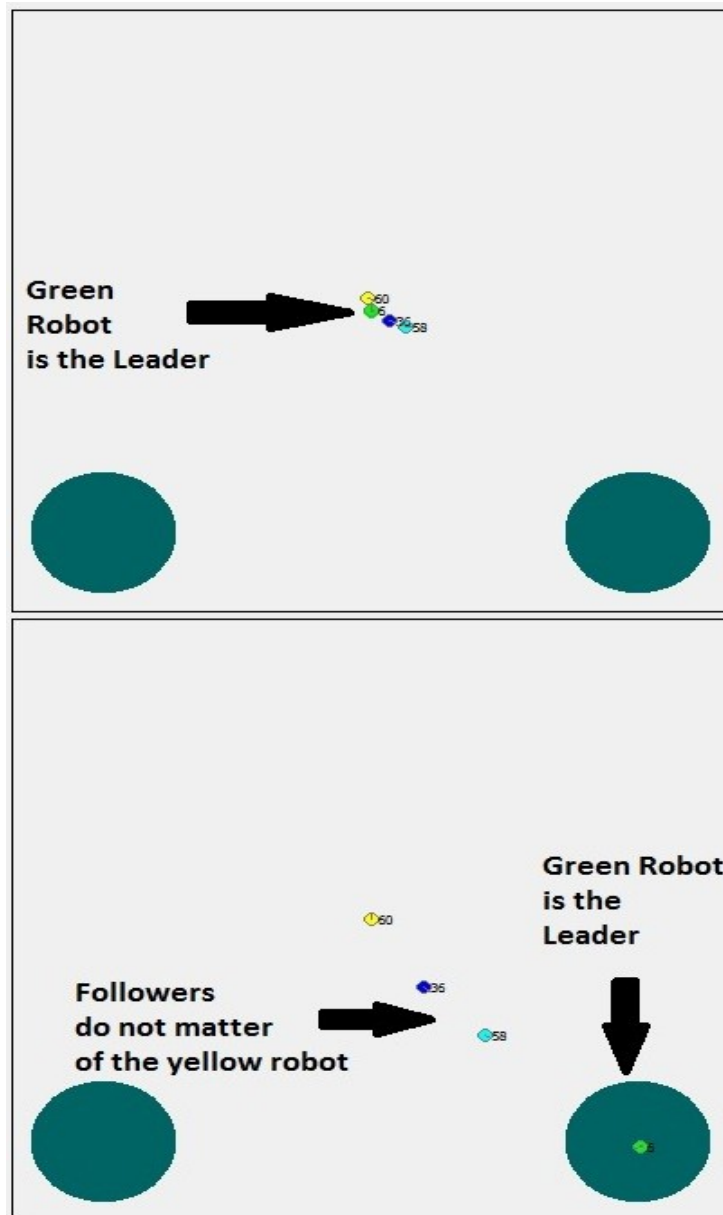 60
Green
6
Robot
36
58
is the Leader
Green Robot
is the
Leader
60
36
Followers
do not matter
of the yellow robot
58
6